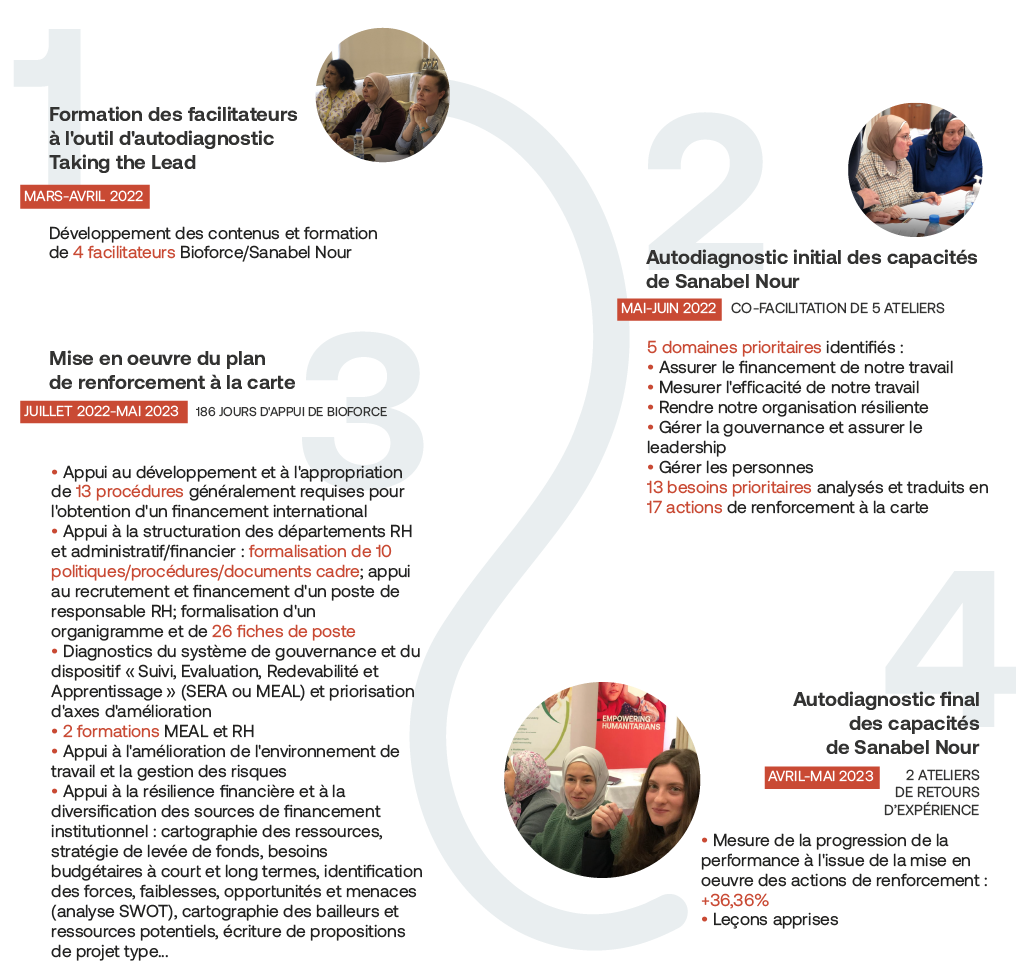 1
Formation des facilitateurs
à l'outil d'autodiagnostic
Taking the Lead
MARS-AVRIL 2022
Développement des contenus et formation
de 4 facilitateurs Bioforce/Sanabel Nour
2
Autodiagnostic initial des capacités
de Sanabel Nour
MAI-JUIN 2022 CO-FACILITATION DE 5 ATELIERS
5 domaines prioritaires identifiés :
• Assurer le financement de notre travail
• Mesurer l'efficacité de notre travail
• Rendre notre organisation résiliente
• Gérer la gouvernance et assurer le
leadership
• Gérer les personnes
13 besoins prioritaires analysés et traduits en
17 actions de renforcement à la carte
3
Mise en oeuvre du plan
de renforcement à la carte
JUILLET 2022-MAI 2023 186 JOURS D'APPUI DE BIOFORCE
• Appui au développement et à l'appropriation
de 13 procédures généralement requises pour
l'obtention d'un financement international
• Appui à la structuration des départements RH
et administratif/financier : formalisation de 10
politiques/procédures/documents cadre; appui
au recrutement et financement d'un poste de
responsable RH; formalisation d'un
organigramme et de 26 fiches de poste
• Diagnostics du système de gouvernance et du
dispositif « Suivi, Evaluation, Redevabilité et
Apprentissage » (SERA ou MEAL) et priorisation
d'axes d'amélioration
• 2 formations MEAL et RH
• Appui à l'amélioration de l'environnement de
travail et la gestion des risques
• Appui à la résilience financière et à la
diversification des sources de financement
institutionnel : cartographie des ressources,
stratégie de levée de fonds, besoins
budgétaires à court et long termes, identification
des forces, faiblesses, opportunités et menaces
(analyse SWOT), cartographie des bailleurs et
ressources potentiels, écriture de propositions
de projet type...
4
EMPOWERING
HUMANITARIANS
Autodiagnostic final
des capacités
de Sanabel Nour
AVRIL-MAI 2023 2 ATELIERS
DE RETOURS
D'EXPÉRIENCE
• Mesure de la progression de la
performance à l'issue de la mise en
oeuvre des actions de renforcement :
+36,36%
• Leçons apprises